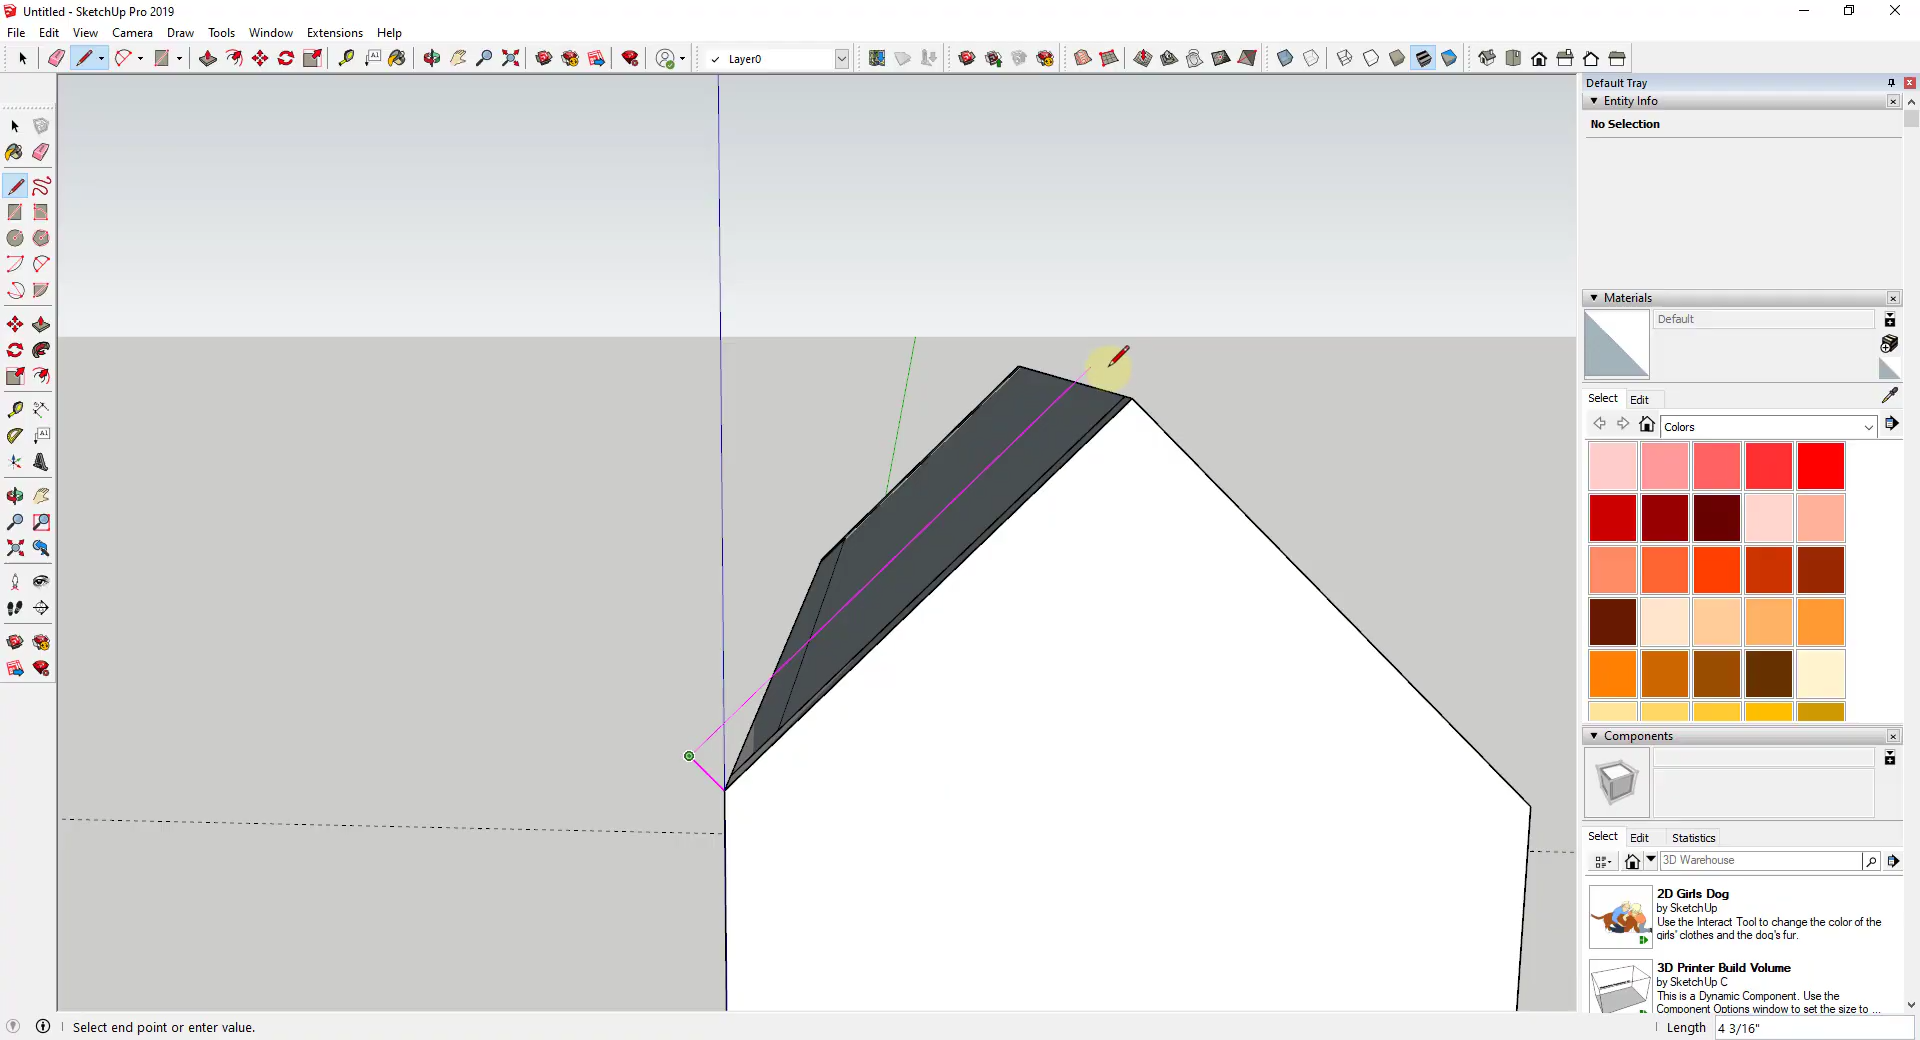 Untitled - SketchUp Pro 2019
File Edit View Camera Draw Tools Window Extensions Help
A1
✓ Layer0
Default Tray
Entity Info
No Selection
Materials
Default
Select Edit
Colors
A1
Components
Select Edit Statistics
3D Warehouse
2D Girls Dog
by SketchUp
Use the Interact Tool to change the color of the
girls' clothes and the dog's fur.
3D Printer Build Volume
by SketchUp C
This is a Dynamic Component. Use the
Component Options window to set the size to ...
Select end point or enter value.
Length 4 3/16"